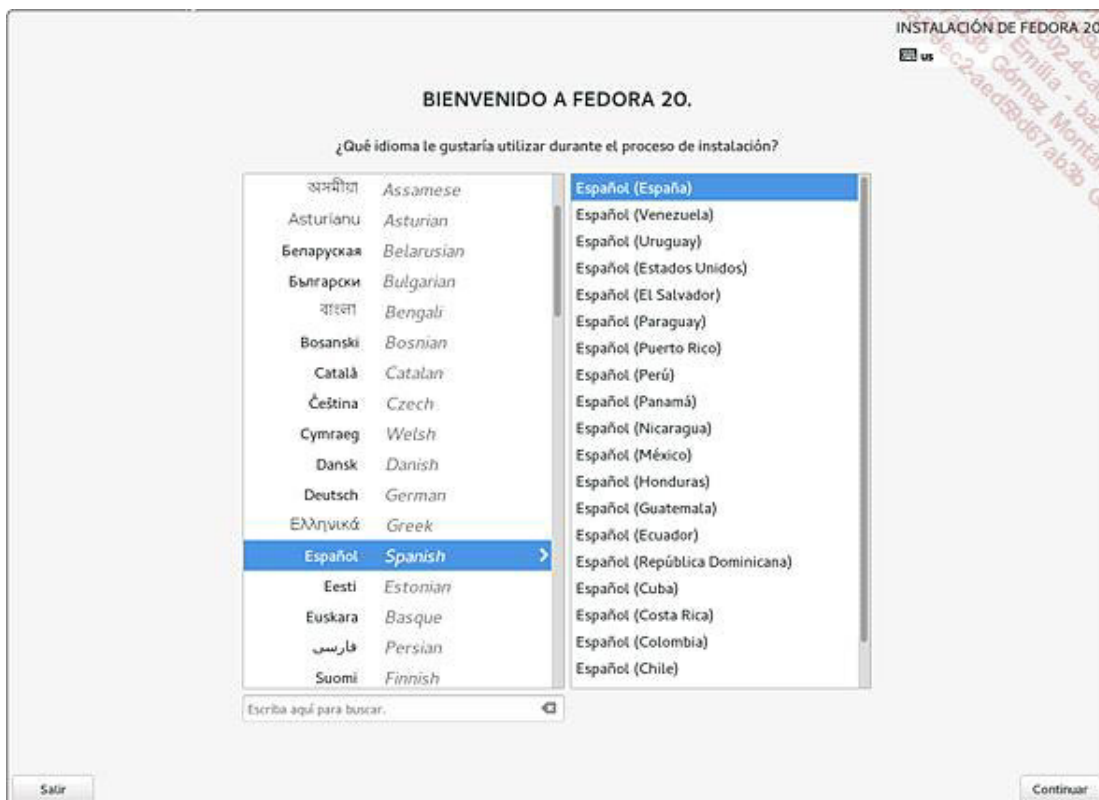 INSTALACIÓN DE FEDORA 20
us
BIENVENIDO A FEDORA 20.
¿Qué idioma le gustaría utilizar durante el proceso de instalación?
অসমীয়া Assamese
Asturianu Asturian
Беларуская Belarusian
Български Bulgarian
বাংলা Bengali
Bosanski Bosnian
Català Catalan
Čeština Czech
Cymraeg Welsh
Dansk Danish
Deutsch German
Ελληνικά Greek
Español Spanish
Eesti Estonian
Euskara Basque
فارسی Persian
Suomi Finnish
Escriba aquí para buscar.
Español (España)
Español (Venezuela)
Español (Uruguay)
Español (Estados Unidos)
Español (El Salvador)
Español (Paraguay)
Español (Puerto Rico)
Español (Perú)
Español (Panamá)
Español (Nicaragua)
Español (México)
Español (Honduras)
Español (Guatemala)
Español (Ecuador)
Español (República Dominicana)
Español (Cuba)
Español (Costa Rica)
Español (Colombia)
Español (Chile)
Salir
Continuar